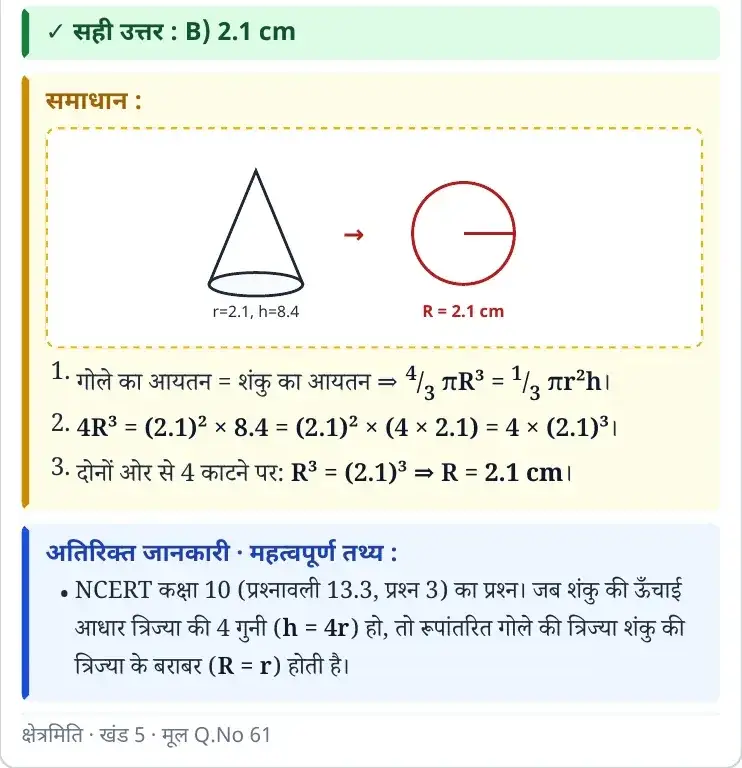 ✓ सही उत्तर : B) 2.1 cm
समाधान :
→
r=2.1, h=8.4
R = 2.1 cm
1. गोले का आयतन = शंकु का आयतन ⇒ ⁴/₃ πR³ = ¹/₃ πr²h।
2. 4R³ = (2.1)² × 8.4 = (2.1)² × (4 × 2.1) = 4 × (2.1)³।
3. दोनों ओर से 4 काटने पर: R³ = (2.1)³ ⇒ R = 2.1 cm।
अतिरिक्त जानकारी · महत्वपूर्ण तथ्य :
• NCERT कक्षा 10 (प्रश्नावली 13.3, प्रश्न 3) का प्रश्न। जब शंकु की ऊँचाई
आधार त्रिज्या की 4 गुनी (h = 4r) हो, तो रूपांतरित गोले की त्रिज्या शंकु की
त्रिज्या के बराबर (R = r) होती है।
क्षेत्रमिति · खंड 5 · मूल Q.No 61